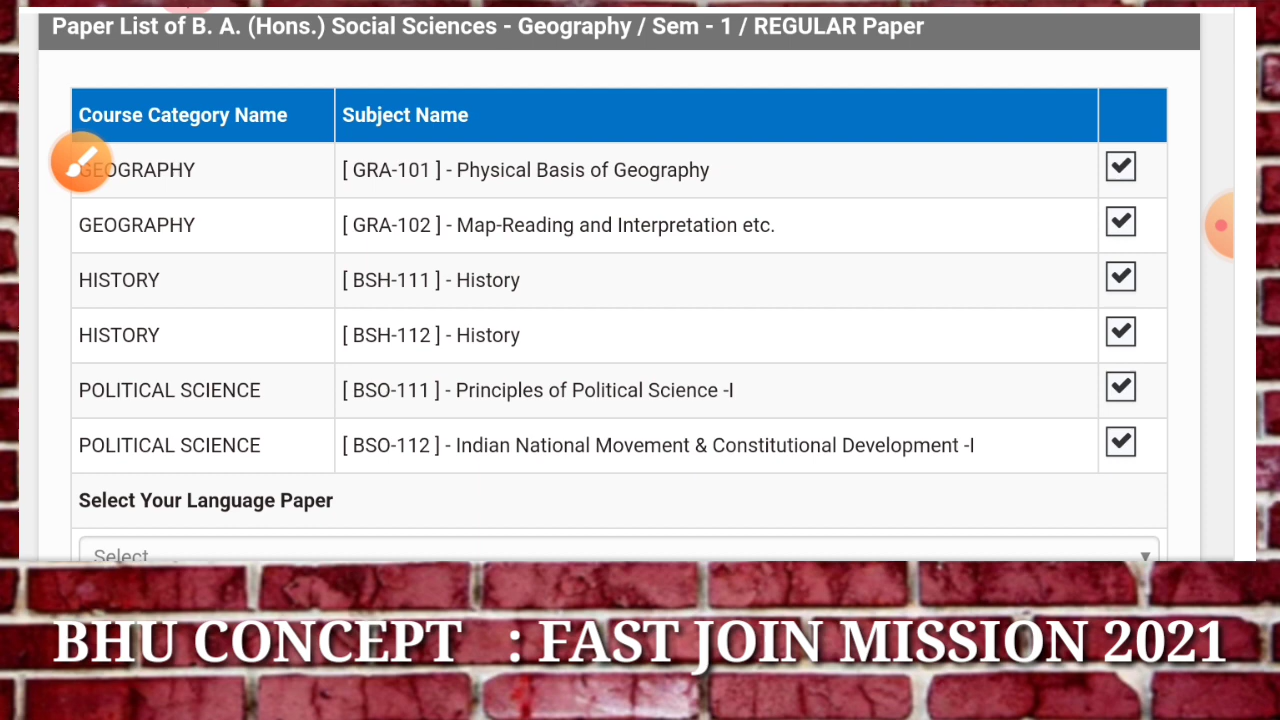 Paper List of B. A. (Hons.) Social Sciences - Geography / Sem - 1 / REGULAR Paper
Course Category Name Subject Name
GEOGRAPHY [ GRA-101 ] - Physical Basis of Geography
GEOGRAPHY [ GRA-102 ] - Map-Reading and Interpretation etc.
HISTORY [ BSH-111 ] - History
HISTORY [ BSH-112 ] - History
POLITICAL SCIENCE [ BSO-111 ] - Principles of Political Science -I
POLITICAL SCIENCE [ BSO-112 ] - Indian National Movement & Constitutional Development -I
Select Your Language Paper
Select
BHU CONCEPT : FAST JOIN MISSION 2021